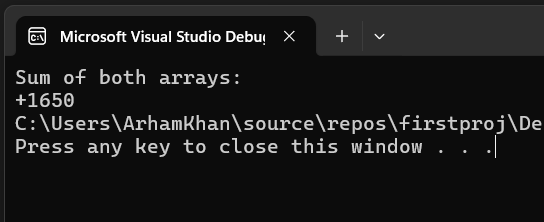 Microsoft Visual Studio Debu
Sum of both arrays:
+1650
C:\Users\ArhamKhan\source\repos\firstproj\De
Press any key to close this window . . .